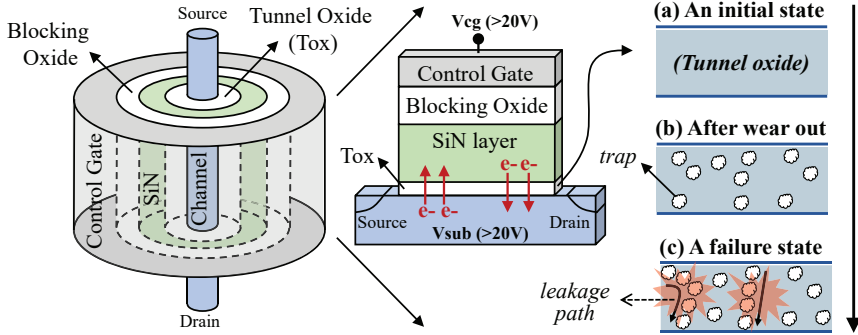 Source
Tunnel Oxide
(Tox)
Blocking
Oxide
Control Gate
SiN
Channel
Drain
Vcg (>20V)
Control Gate
Blocking Oxide
SiN layer
Tox
e- e-
e- e-
Source
Drain
Vsub (>20V)
(a) An initial state
(Tunnel oxide)
(b) After wear out
trap
(c) A failure state
leakage
path